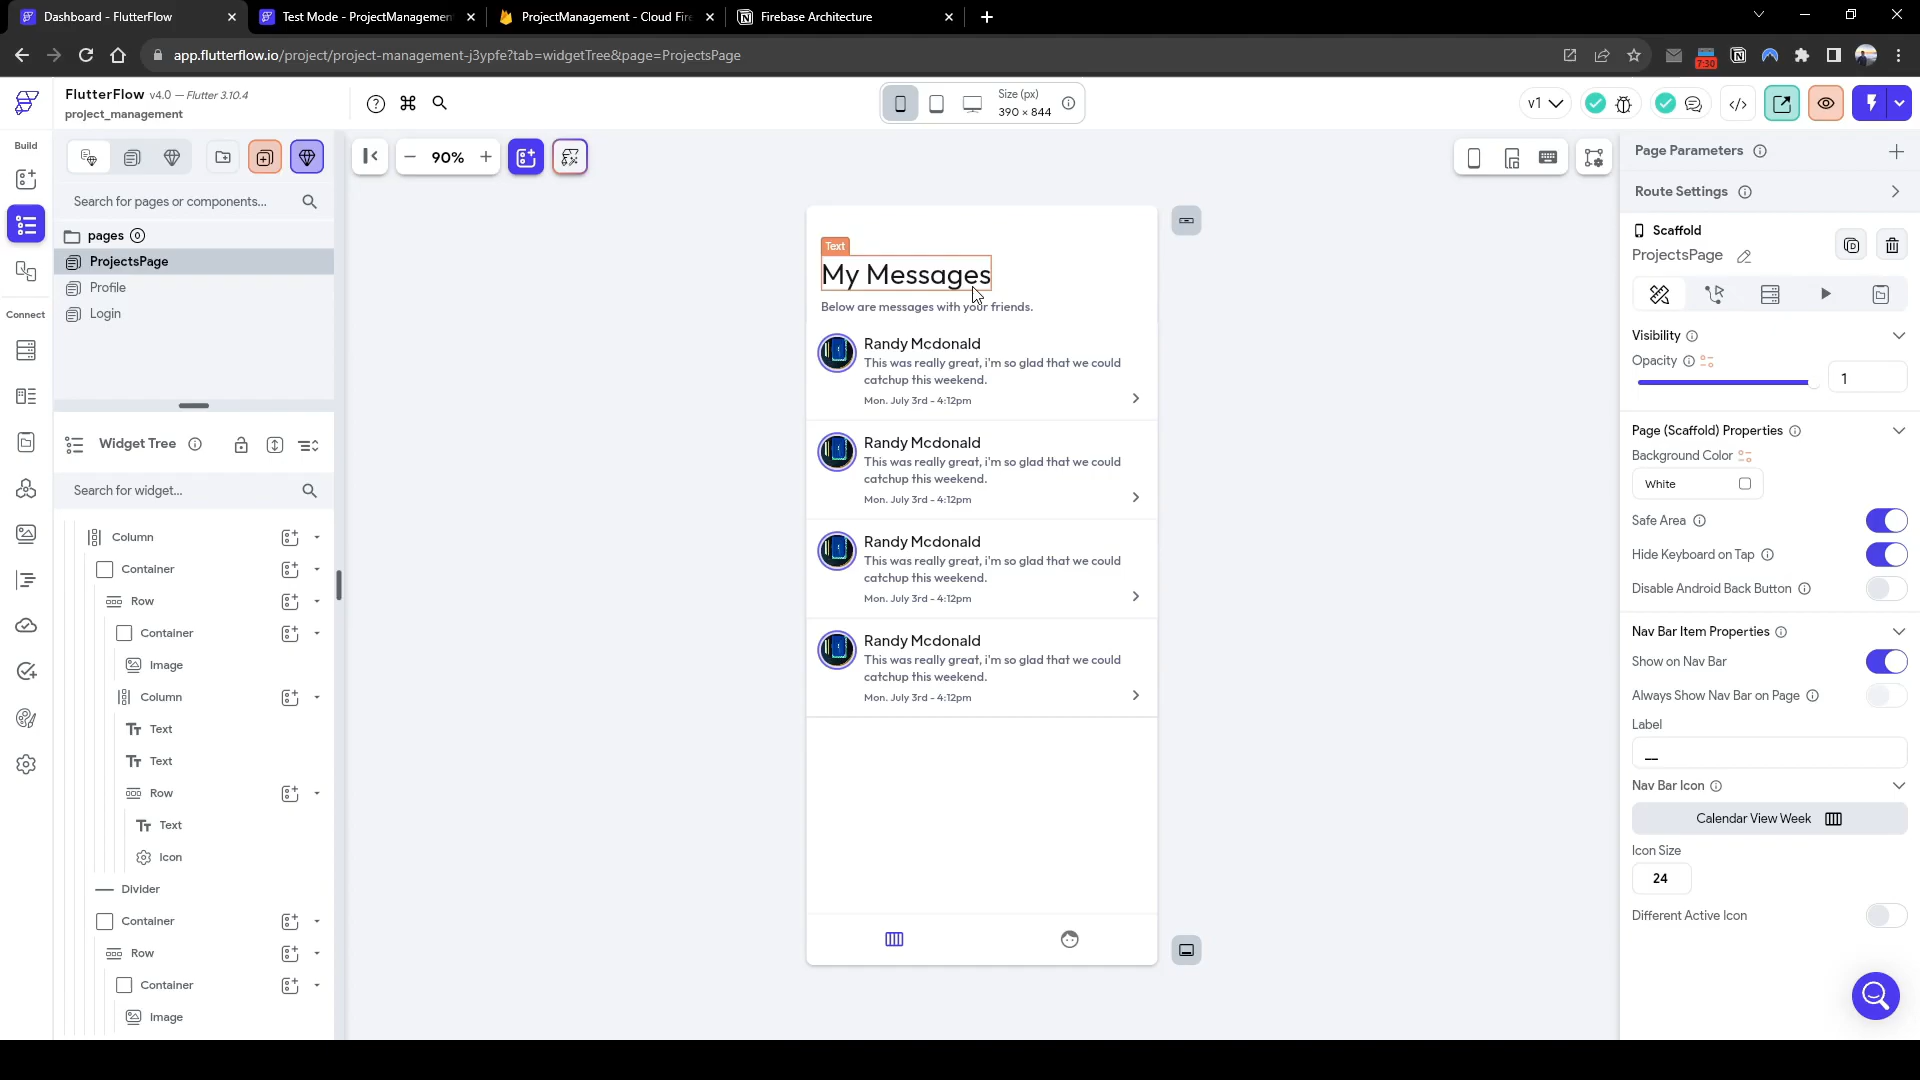 Dashboard - FlutterFlow
Test Mode - ProjectManagement
ProjectManagement - Cloud Fire
Firebase Architecture
app.flutterflow.io/project/project-management-j3ypfe?tab=widgetTree&page=ProjectsPage
7:30
FlutterFlow v4.0 — Flutter 3.10.4
project_management
Size (px)
390 × 844
v1
Build
90%
Search for pages or components...
pages 0
ProjectsPage
Profile
Login
Connect
Widget Tree
Search for widget...
Column
Container
Row
Container
Image
Column
Text
Text
Row
Text
Icon
Divider
Container
Row
Container
Image
Text
My Messages
Below are messages with your friends.
Randy Mcdonald
This was really great, i'm so glad that we could
catchup this weekend.
Mon. July 3rd - 4:12pm
Randy Mcdonald
This was really great, i'm so glad that we could
catchup this weekend.
Mon. July 3rd - 4:12pm
Randy Mcdonald
This was really great, i'm so glad that we could
catchup this weekend.
Mon. July 3rd - 4:12pm
Randy Mcdonald
This was really great, i'm so glad that we could
catchup this weekend.
Mon. July 3rd - 4:12pm
Page Parameters
Route Settings
Scaffold
ProjectsPage
Visibility
Opacity
1
Page (Scaffold) Properties
Background Color
White
Safe Area
Hide Keyboard on Tap
Disable Android Back Button
Nav Bar Item Properties
Show on Nav Bar
Always Show Nav Bar on Page
Label
__
Nav Bar Icon
Calendar View Week
Icon Size
24
Different Active Icon